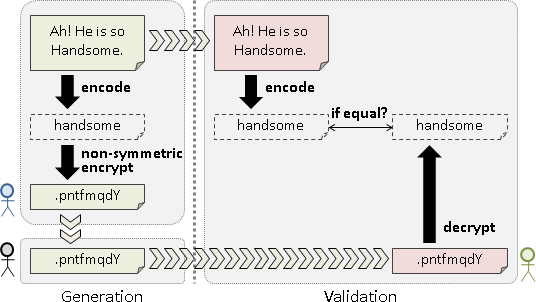 Ah! He is so
Handsome.
encode
handsome
non-symmetric
encrypt
.pntfmqdY
.pntfmqdY
Generation
Ah! He is so
Handsome.
encode
handsome
if equal?
handsome
decrypt
.pntfmqdY
Validation